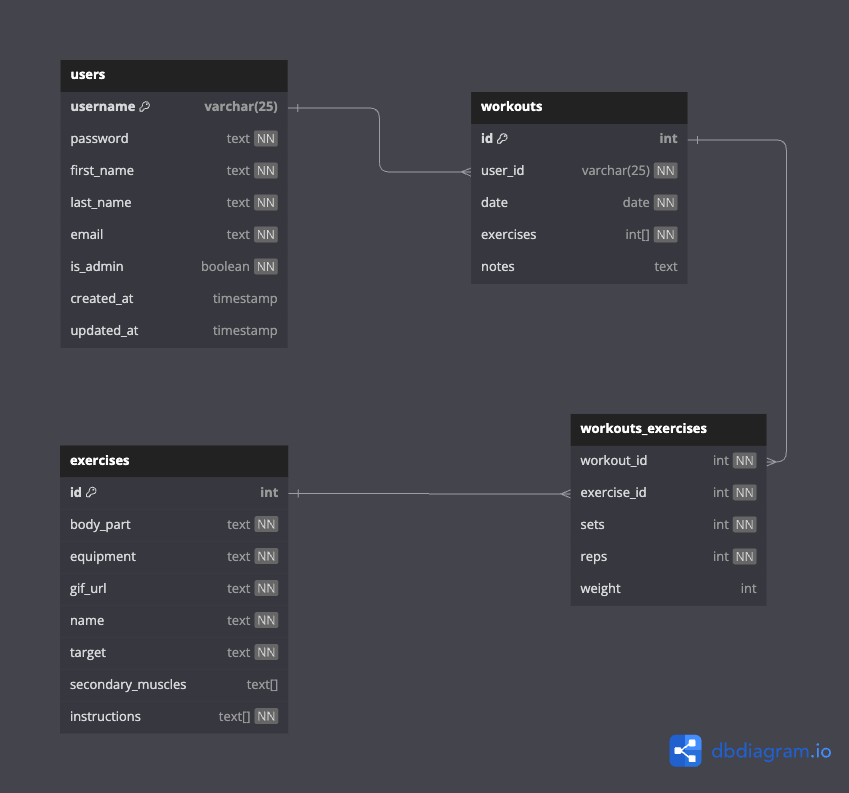 users
username varchar(25)
password text NN
first_name text NN
last_name text NN
email text NN
is_admin boolean NN
created_at timestamp
updated_at timestamp
workouts
id int
user_id varchar(25) NN
date date NN
exercises int[] NN
notes text
exercises
id int
body_part text NN
equipment text NN
gif_url text NN
name text NN
target text NN
secondary_muscles text[]
instructions text[] NN
workouts_exercises
workout_id int NN
exercise_id int NN
sets int NN
reps int NN
weight int
dbdiagram.io